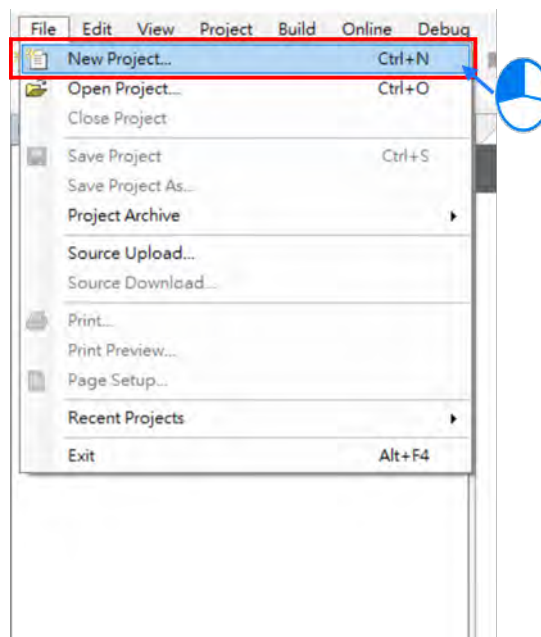 File Edit View Project Build Online Debug
New Project... Ctrl+N
Open Project... Ctrl+O
Close Project
Save Project Ctrl+S
Save Project As...
Project Archive
Source Upload...
Source Download...
Print...
Print Preview...
Page Setup...
Recent Projects
Exit Alt+F4